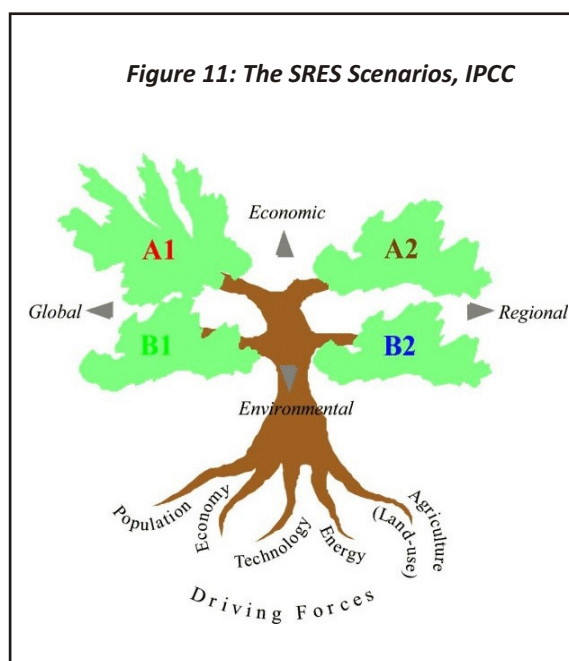 Figure 11: The SRES Scenarios, IPCC
Economic
A1
A2
Global
Regional
B1
B2
Environmental
Population
Economy
Technology
Energy
Agriculture
(Land-use)
Driving Forces